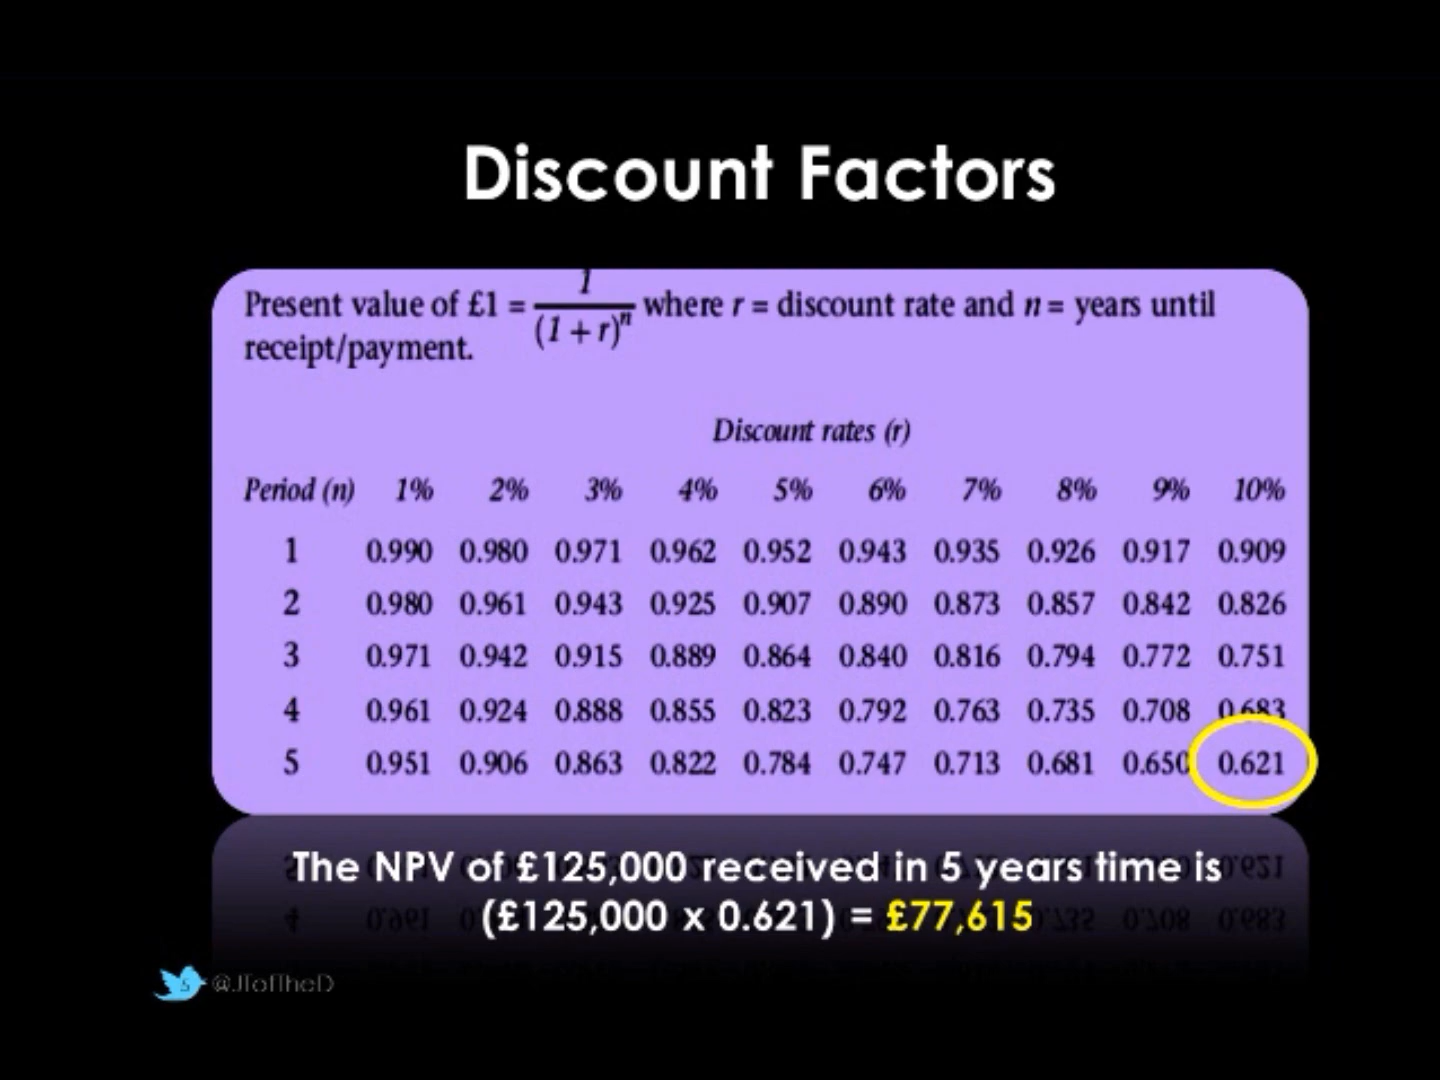 Discount Factors
Present value of £1 = 1/(1 + r)ⁿ where r = discount rate and n = years until
receipt/payment.
Discount rates (r)
Period (n) 1% 2% 3% 4% 5% 6% 7% 8% 9% 10%
1 0.990 0.980 0.971 0.962 0.952 0.943 0.935 0.926 0.917 0.909
2 0.980 0.961 0.943 0.925 0.907 0.890 0.873 0.857 0.842 0.826
3 0.971 0.942 0.915 0.889 0.864 0.840 0.816 0.794 0.772 0.751
4 0.961 0.924 0.888 0.855 0.823 0.792 0.763 0.735 0.708 0.683
5 0.951 0.906 0.863 0.822 0.784 0.747 0.713 0.681 0.650 0.621
The NPV of £125,000 received in 5 years time is
(£125,000 x 0.621) = £77,615
@JToTheD